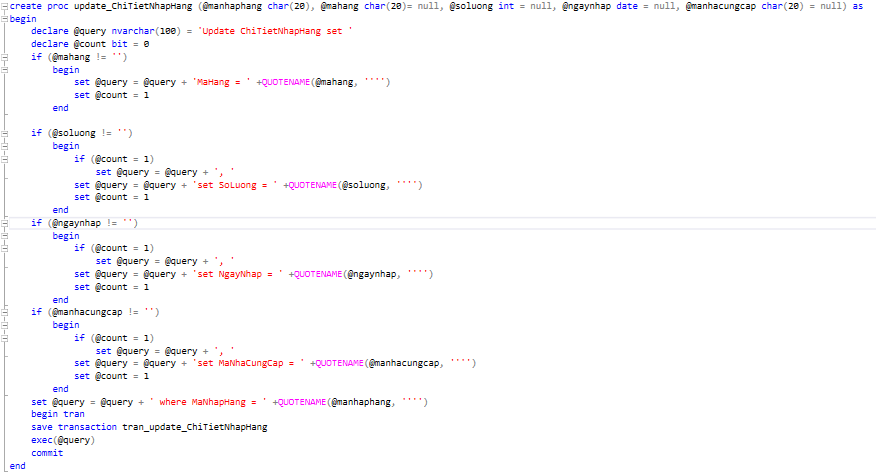 create proc update_ChiTietNhapHang (@manhaphang char(20), @mahang char(20)= null, @soluong int = null, @ngaynhap date = null, @manhacungcap char(20) = null) as
begin
    declare @query nvarchar(100) = 'Update ChiTietNhapHang set '
    declare @count bit = 0
    if (@mahang != '')
        begin
            set @query = @query + 'MaHang = ' +QUOTENAME(@mahang, '''')
            set @count = 1
        end

    if (@soluong != '')
        begin
            if (@count = 1)
                set @query = @query + ', '
            set @query = @query + 'set SoLuong = ' +QUOTENAME(@soluong, '''')
            set @count = 1
        end
    if (@ngaynhap != '')
        begin
            if (@count = 1)
                set @query = @query + ', '
            set @query = @query + 'set NgayNhap = ' +QUOTENAME(@ngaynhap, '''')
            set @count = 1
        end
    if (@manhacungcap != '')
        begin
            if (@count = 1)
                set @query = @query + ', '
            set @query = @query + 'set MaNhaCungCap = ' +QUOTENAME(@manhacungcap, '''')
            set @count = 1
        end
    set @query = @query + ' where MaNhapHang = ' +QUOTENAME(@manhaphang, '''')
    begin tran
    save transaction tran_update_ChiTietNhapHang
    exec(@query)
    commit
end